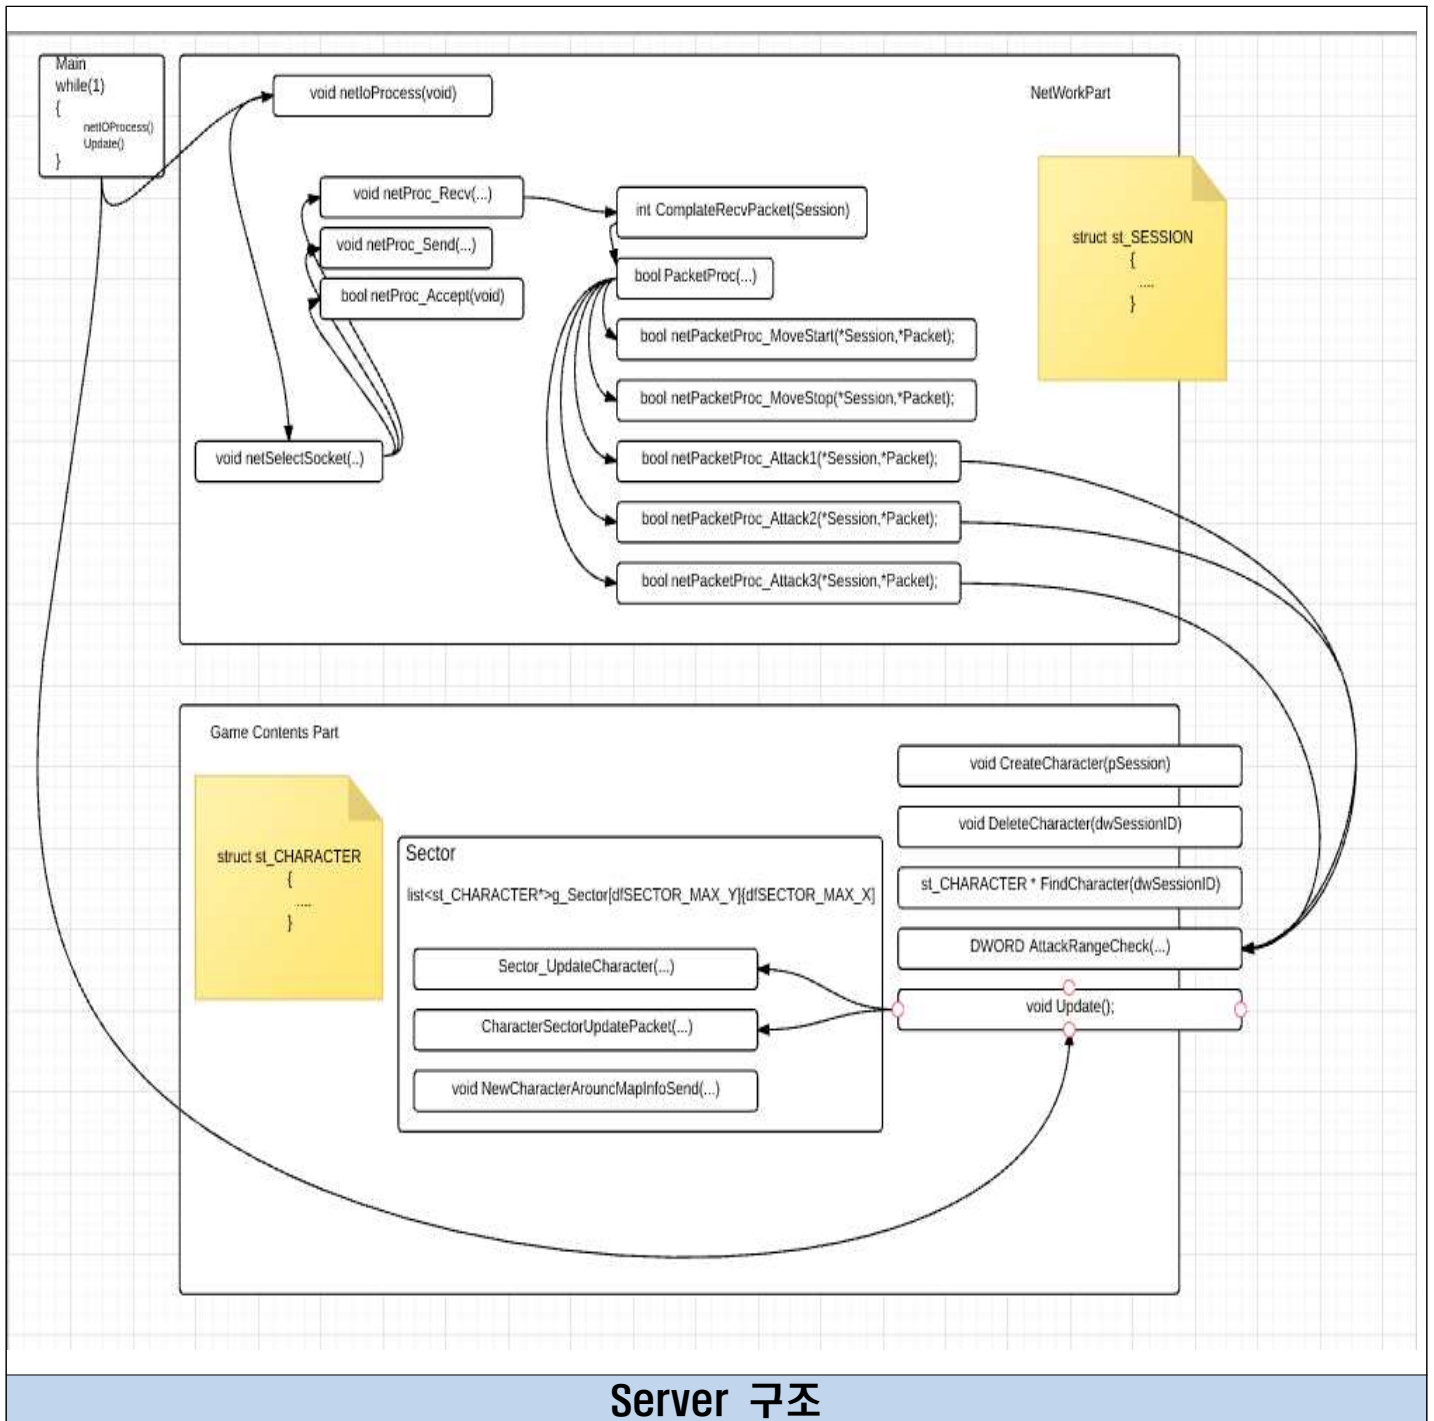 Main
while(1)
{
netIOProcess()
Update()
}
void netIoProcess(void)
NetWorkPart
void netProc_Recv(...)
void netProc_Send(...)
bool netProc_Accept(void)
int ComplateRecvPacket(Session)
bool PacketProc(...)
struct st_SESSION
{
....
}
bool netPacketProc_MoveStart(*Session,*Packet);
bool netPacketProc_MoveStop(*Session,*Packet);
void netSelectSocket(..)
bool netPacketProc_Attack1(*Session,*Packet);
bool netPacketProc_Attack2(*Session,*Packet);
bool netPacketProc_Attack3(*Session,*Packet);
Game Contents Part
struct st_CHARACTER
{
.....
}
Sector
list<st_CHARACTER*>g_Sector[dfSECTOR_MAX_Y]{dfSECTOR_MAX_X]
Sector_UpdateCharacter(...)
CharacterSectorUpdatePacket(...)
void NewCharacterArouncMapInfoSend(...)
void CreateCharacter(pSession)
void DeleteCharacter(dwSessionID)
st_CHARACTER * FindCharacter(dwSessionID)
DWORD AttackRangeCheck(...)
void Update();
Server 구조